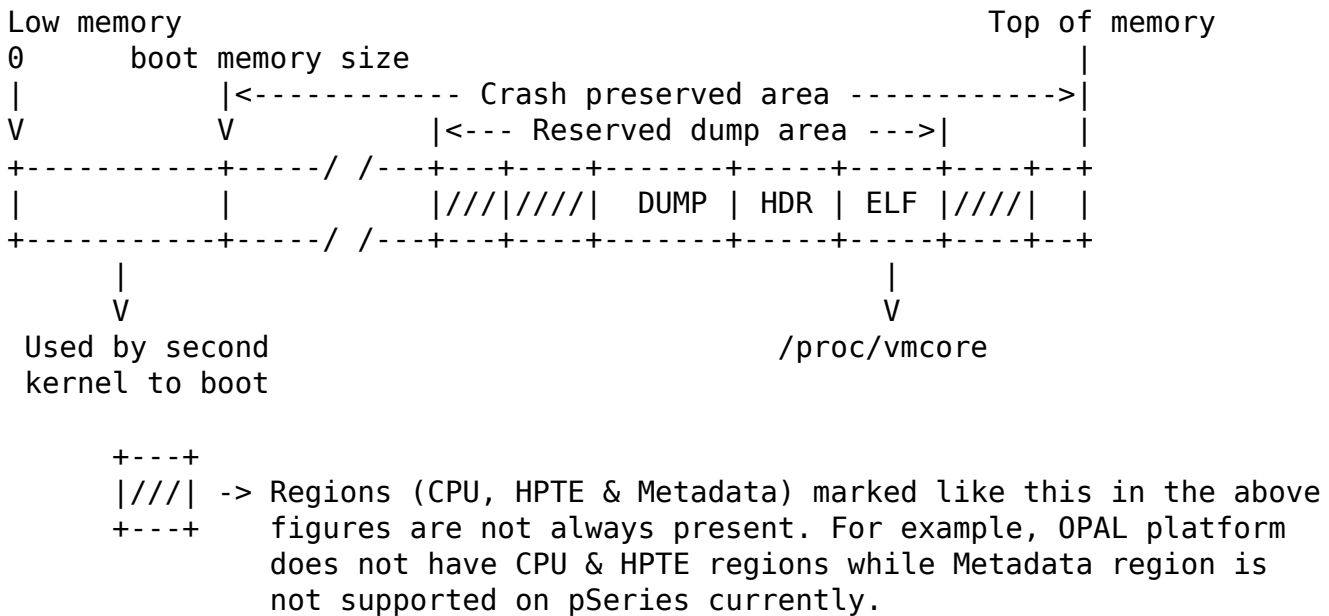 Low memory                                              Top of memory
0      boot memory size                                       |
|           |<------------ Crash preserved area ------------>|
V           V           |<--- Reserved dump area --->|       |
+-----------+-----/ /---+---+----+-------+-----+-----+----+--+
|           |           |///|////|  DUMP | HDR | ELF |////|  |
+-----------+-----/ /---+---+----+-------+-----+-----+----+--+
      |                                           |
      V                                           V
 Used by second                             /proc/vmcore
 kernel to boot
      +---+
      |///| -> Regions (CPU, HPTE & Metadata) marked like this in the above
      +---+    figures are not always present. For example, OPAL platform
               does not have CPU & HPTE regions while Metadata region is
               not supported on pSeries currently.